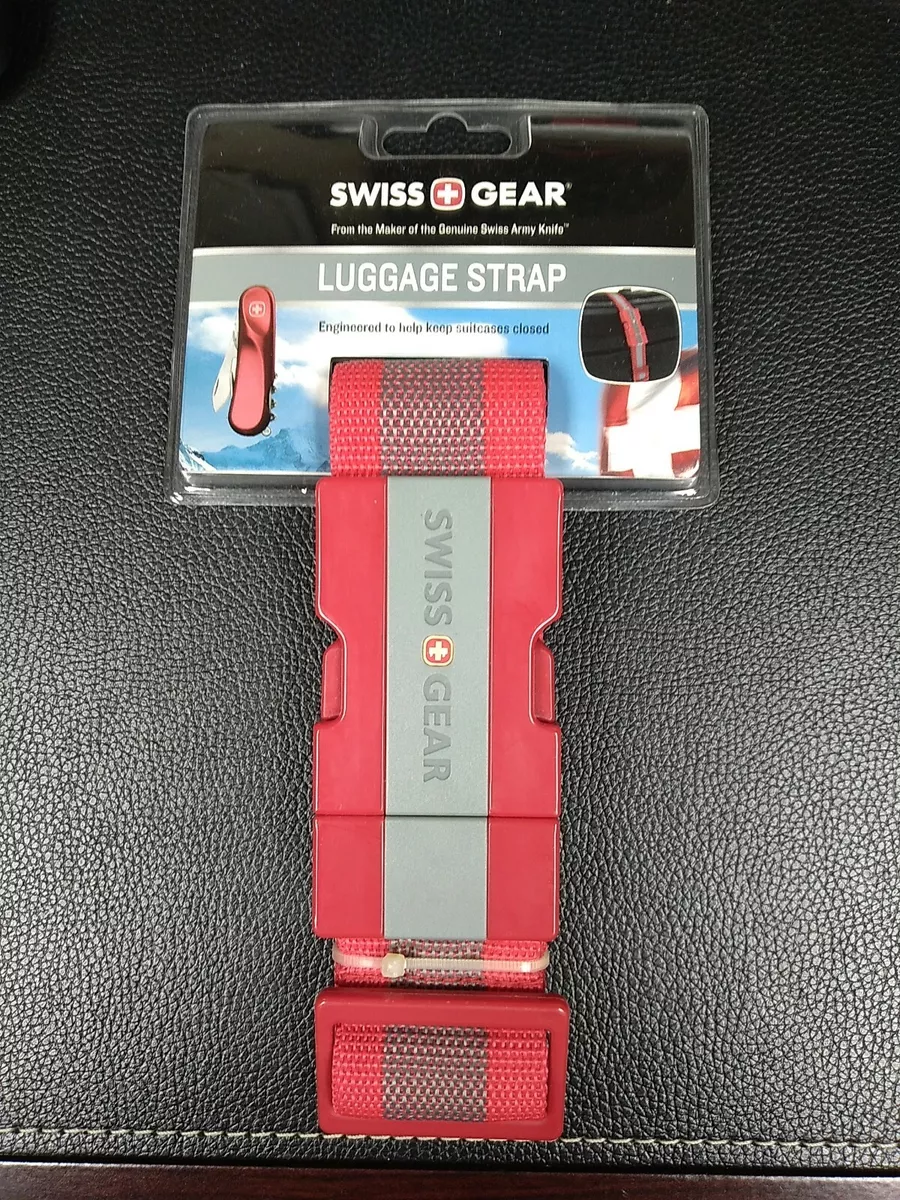 SWISS GEAR®
From the Maker of the Genuine Swiss Army Knife™
LUGGAGE STRAP
Engineered to help keep suitcases closed
SWISS GEAR